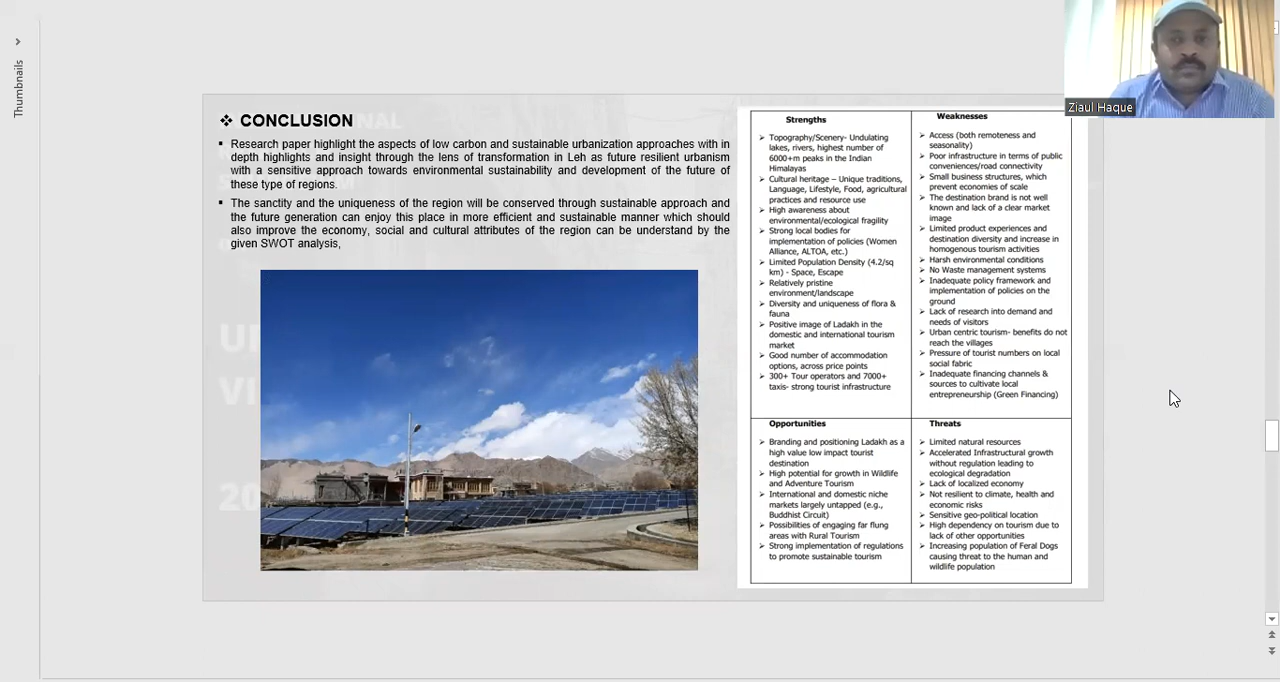 Thumbnails
Ziaul Haque
❖ CONCLUSION
▪ Research paper highlight the aspects of low carbon and sustainable urbanization approaches with in
depth highlights and insight through the lens of transformation in Leh as future resilient urbanism
with a sensitive approach towards environmental sustainability and development of the future of
these type of regions.
▪ The sanctity and the uniqueness of the region will be conserved through sustainable approach and
the future generation can enjoy this place in more efficient and sustainable manner which should
also improve the economy, social and cultural attributes of the region can be understand by the
given SWOT analysis,
Strengths
➢ Topography/Scenery- Undulating
lakes, rivers, highest number of
6000+m peaks in the Indian
Himalayas
➢ Cultural heritage – Unique traditions,
Language, Lifestyle, Food, agricultural
practices and resource use
➢ High awareness about
environmental/ecological fragility
➢ Strong local bodies for
implementation of policies (Women
Alliance, ALTOA, etc.)
➢ Limited Population Density (4.2/sq
km) - Space, Escape
➢ Relatively pristine
environment/landscape
➢ Diversity and uniqueness of flora &
fauna
➢ Positive image of Ladakh in the
domestic and international tourism
market
➢ Good number of accommodation
options, across price points
➢ 300+ Tour operators and 7000+
taxis- strong tourist infrastructure
Weaknesses
➢ Access (both remoteness and
seasonality)
➢ Poor infrastructure in terms of public
conveniences/road connectivity
➢ Small business structures, which
prevent economies of scale
➢ The destination brand is not well
known and lack of a clear market
image
➢ Limited product experiences and
destination diversity and increase in
homogenous tourism activities
➢ Harsh environmental conditions
➢ No Waste management systems
➢ Inadequate policy framework and
implementation of policies on the
ground
➢ Lack of research into demand and
needs of visitors
➢ Urban centric tourism- benefits do not
reach the villages
➢ Pressure of tourist numbers on local
social fabric
➢ Inadequate financing channels &
sources to cultivate local
entrepreneurship (Green Financing)
Opportunities
➢ Branding and positioning Ladakh as a
high value low impact tourist
destination
➢ High potential for growth in Wildlife
and Adventure Tourism
➢ International and domestic niche
markets largely untapped (e.g.,
Buddhist Circuit)
➢ Possibilities of engaging far flung
areas with Rural Tourism
➢ Strong implementation of regulations
to promote sustainable tourism
Threats
➢ Limited natural resources
➢ Accelerated Infrastructural growth
without regulation leading to
ecological degradation
➢ Lack of localized economy
➢ Not resilient to climate, health and
economic risks
➢ Sensitive geo-political location
➢ High dependency on tourism due to
lack of other opportunities
➢ Increasing population of Feral Dogs
causing threat to the human and
wildlife population